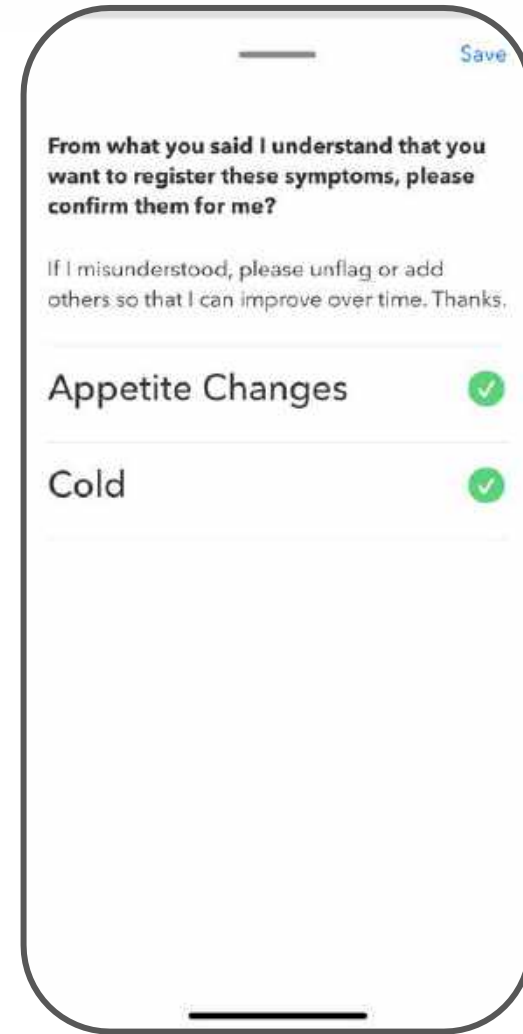 Save
From what you said I understand that you
want to register these symptoms, please
confirm them for me?
If I misunderstood, please unflag or add
others so that I can improve over time. Thanks.
Appetite Changes
Cold